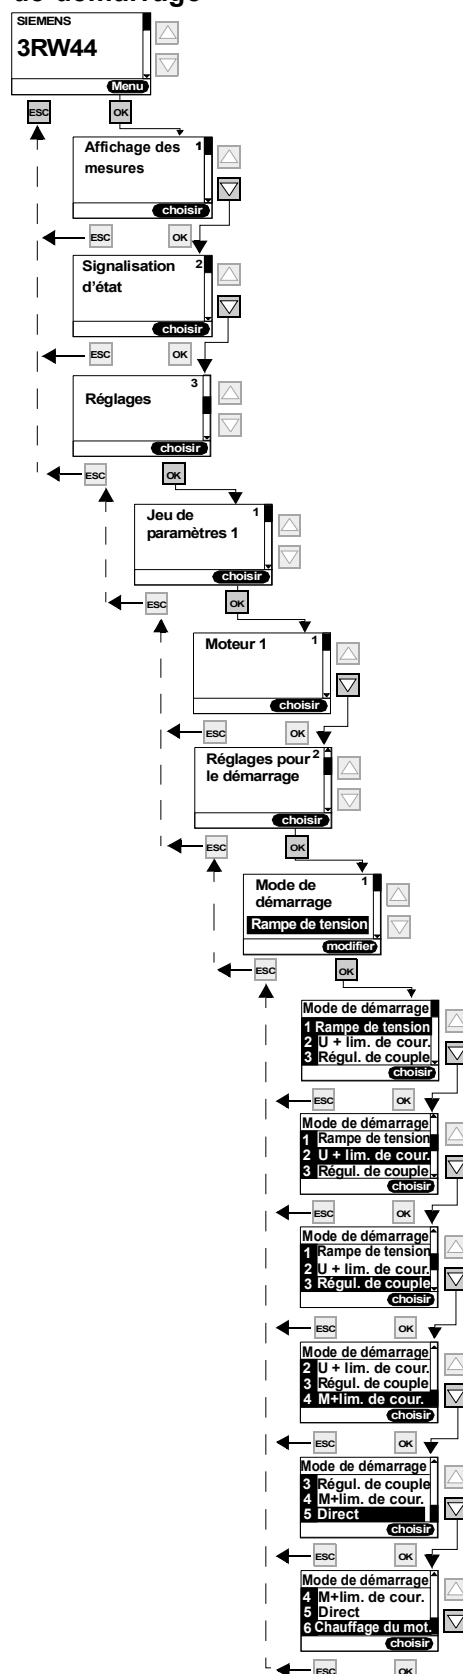 de démarrage
SIEMENS
3RW44
Menu
ESC OK
Affichage des 1
mesures
choisir
ESC OK
Signalisation 2
d'état
choisir
ESC OK
3
Réglages
choisir
ESC OK
Jeu de 1
paramètres 1
choisir
ESC OK
Moteur 1 1
choisir
ESC OK
Réglages pour 2
le démarrage
choisir
ESC OK
Mode de 1
démarrage
Rampe de tension
modifier
ESC OK
Mode de démarrage
1 Rampe de tension
2 U + lim. de cour.
3 Régul. de couple
choisir
ESC OK
Mode de démarrage
1 Rampe de tension
2 U + lim. de cour.
3 Régul. de couple
choisir
ESC OK
Mode de démarrage
1 Rampe de tension
2 U + lim. de cour.
3 Régul. de couple
choisir
ESC OK
Mode de démarrage
2 U + lim. de cour.
3 Régul. de couple
4 M+lim. de cour.
choisir
ESC OK
Mode de démarrage
3 Régul. de couple
4 M+lim. de cour.
5 Direct
choisir
ESC OK
Mode de démarrage
4 M+lim. de cour.
5 Direct
6 Chauffage du mot.
choisir
ESC OK